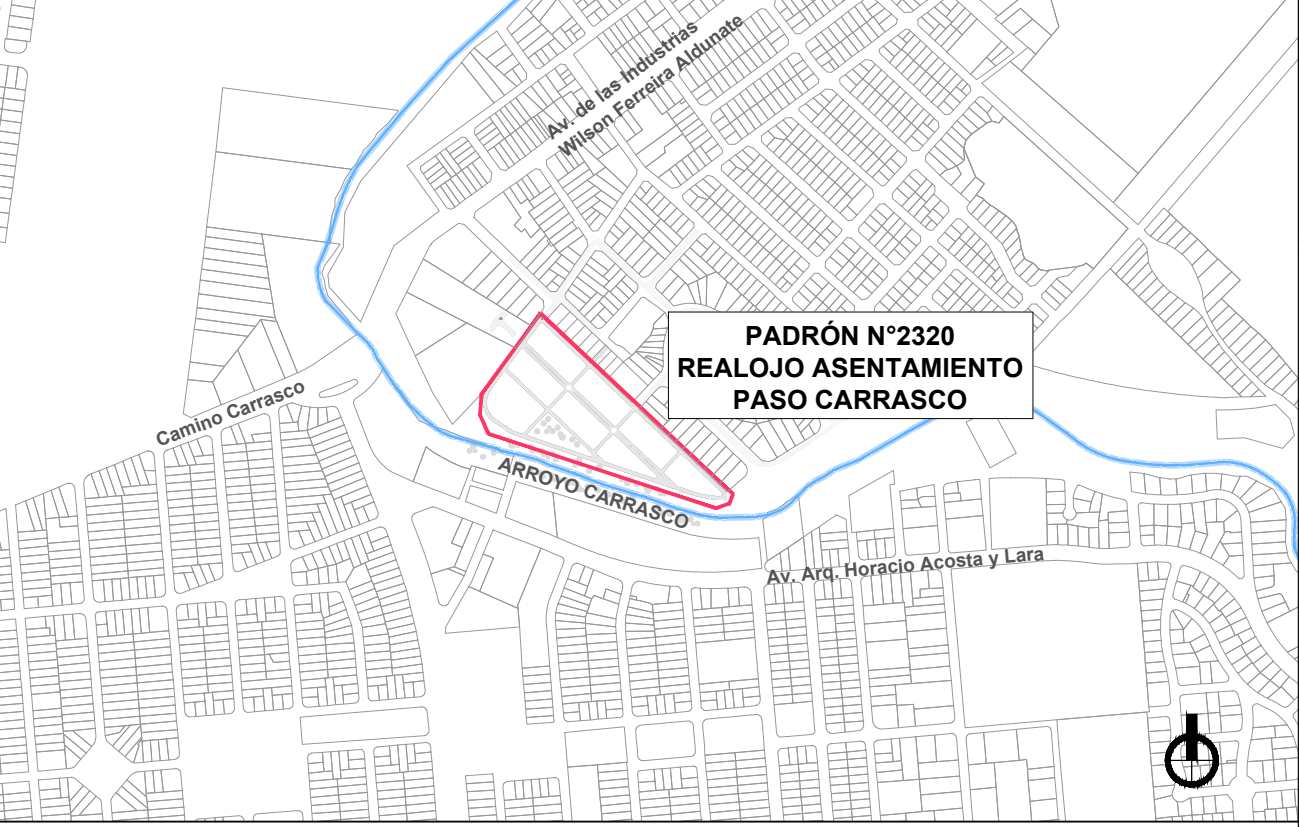 Av. de las Industrias
Wilson Ferreira Aldunate
PADRÓN N°2320
REALOJO ASENTAMIENTO
PASO CARRASCO
Camino Carrasco
ARROYO CARRASCO
Av. Arq. Horacio Acosta y Lara